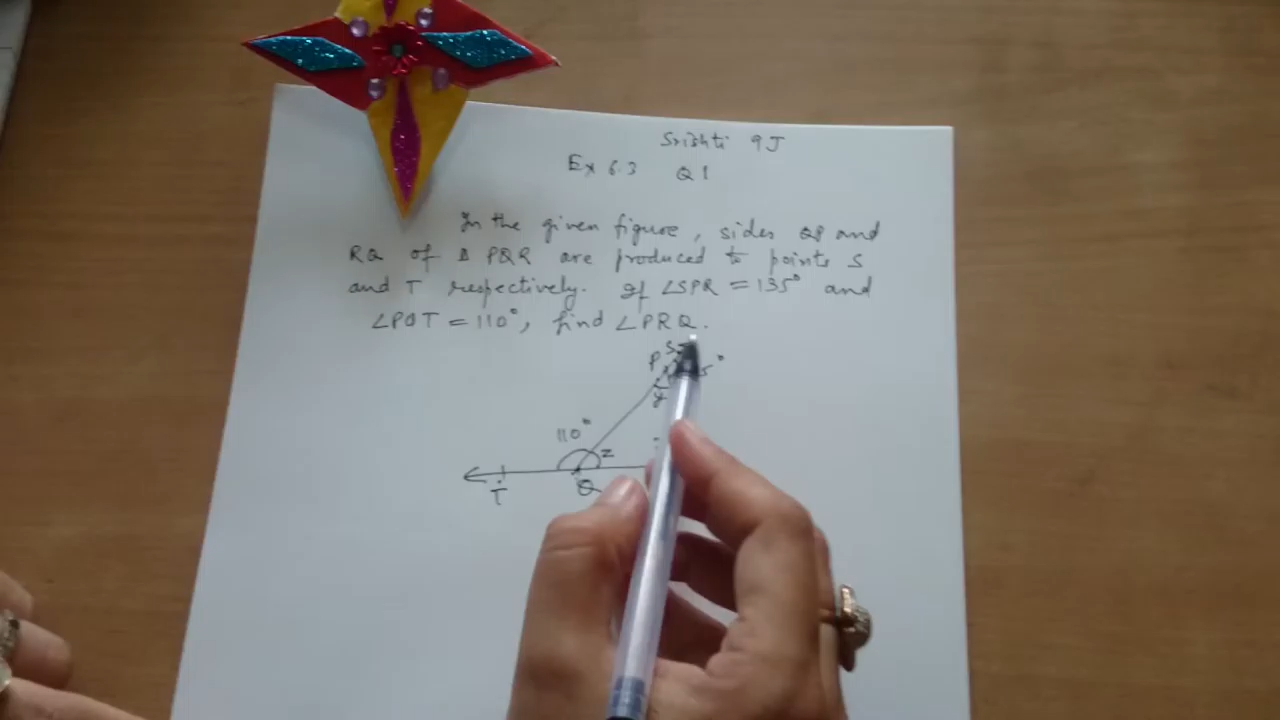 Srishti 9J
Ex 6.3 Q1
In the given figure, sides QP and
RQ of Δ PQR are produced to points S
and T respectively. If ∠SPR = 135° and
∠PQT = 110°, find ∠PRQ.
S
P
110°
z
T
Q